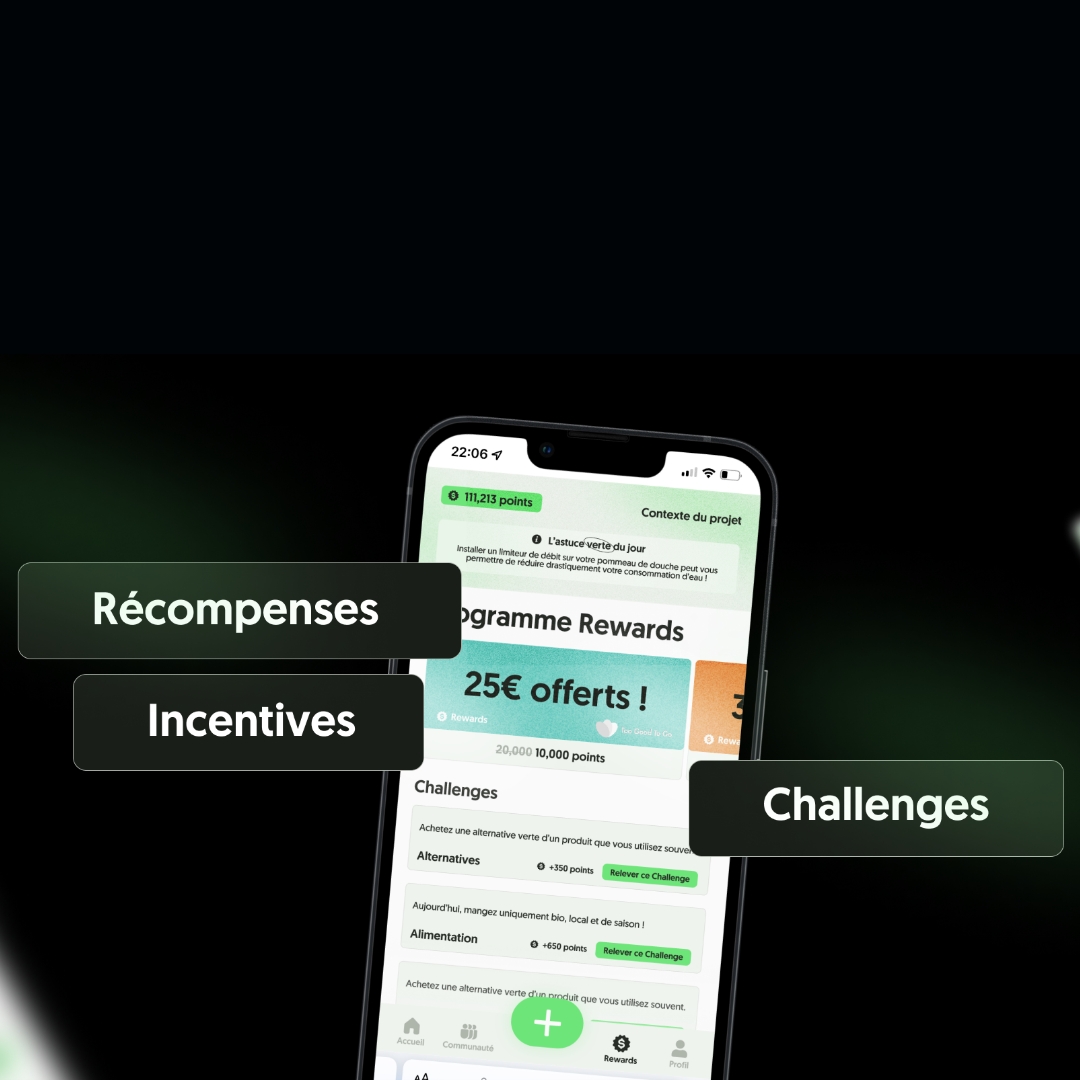 22:06
111,213 points
Contexte du projet
L'astuce verte du jour
Installer un limiteur de débit sur votre pommeau de douche peut vous
permettre de réduire drastiquement votre consommation d'eau !
Récompenses
ogramme Rewards
Incentives
25€ offerts !
3
Rewards
Too Good To Go
Rewa
20,000 10,000 points
Challenges
Challenges
Achetez une alternative verte d'un produit que vous utilisez souven
Alternatives
+350 points
Relever ce Challenge
Aujourd'hui, mangez uniquement bio, local et de saison !
Alimentation
+650 points
Relever ce Challenge
Achetez une alternative verte d'un produit que vous utilisez souvent.
Accueil
Communauté
Rewards
Profil
AA